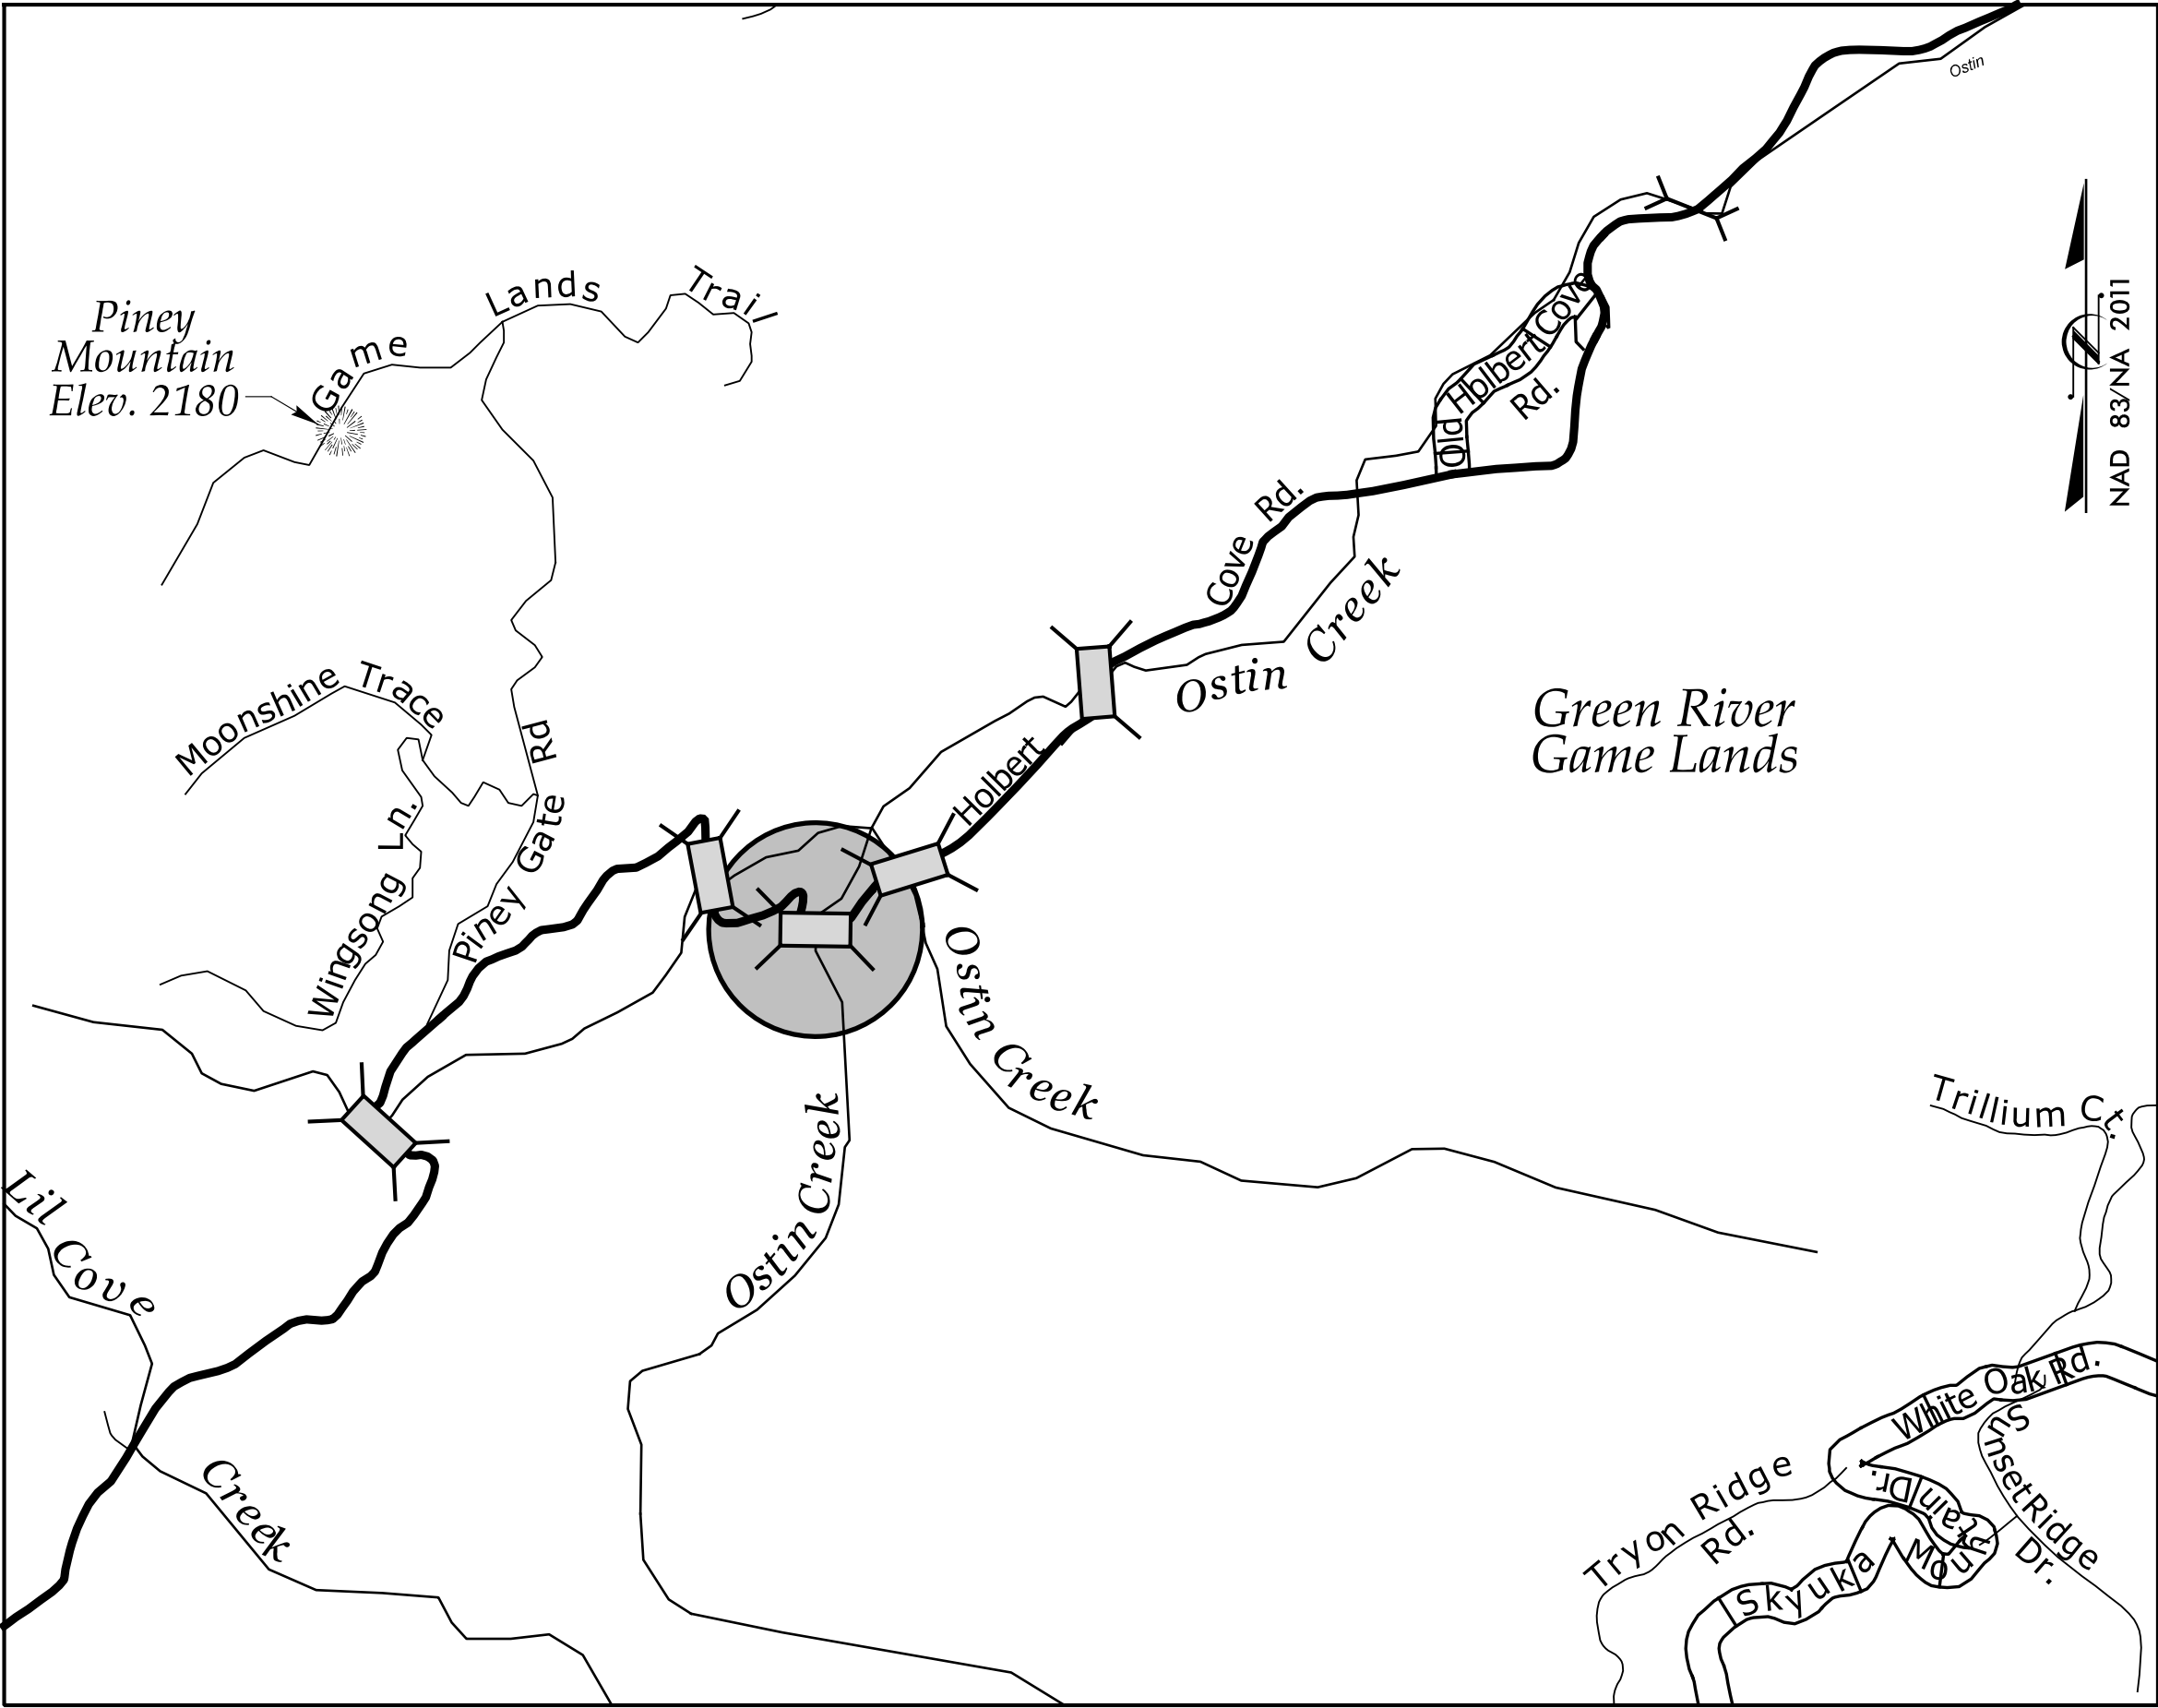 Ostin
Game Lands Trail
Piney
Mountain
Elev. 2180
NAD 83/NA 2011
Old Holbert Cove
Rd.
Holbert Cove Rd.
Ostin Creek
Moonshine Trace
Green River
Game Lands
Piney Gate Rd
Wingsong Ln.
Ostin Creek
Ostin Creek
Trillium Ct.
Lil Cove
Creek
White Oak Rd.
Sunset Ridge
Dr.
Tryon Ridge
Rd.
Skyuka Mountain Dr.